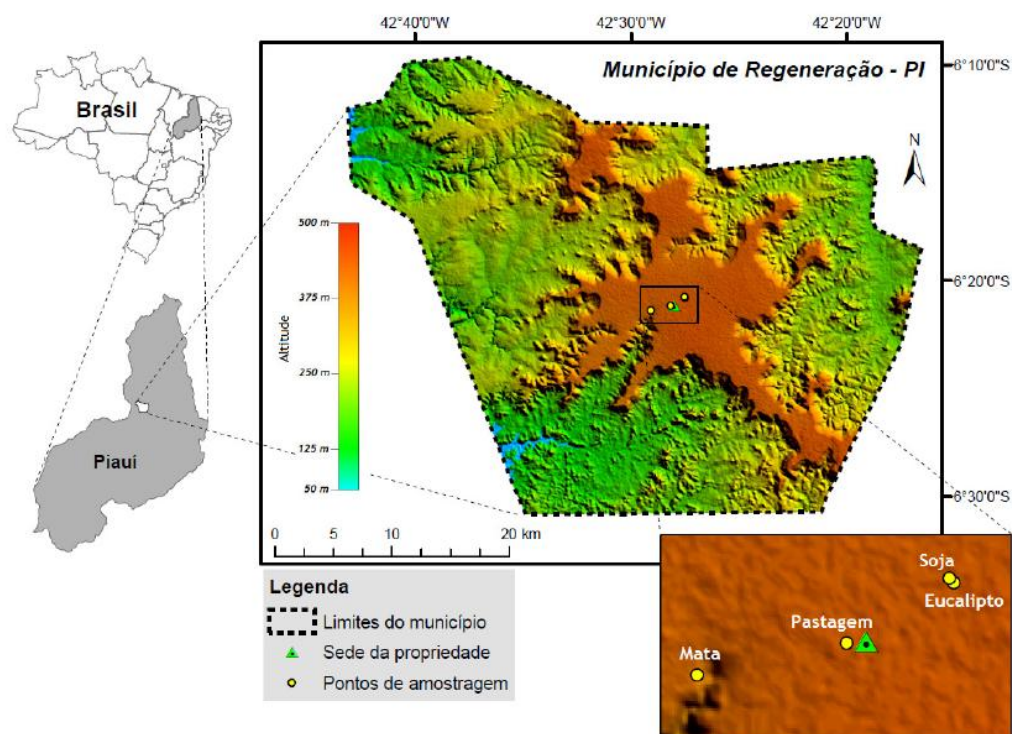 42°40'0"W
42°30'0"W
42°20'0"W
Município de Regeneração - PI
6°10'0"S
Brasil
N
500 m
375 m
250 m
125 m
50 m
Altitude
6°20'0"S
Piauí
6°30'0"S
0 5 10 20 km
Legenda
Limites do município
Sede da propriedade
Pontos de amostragem
Soja
Eucalipto
Pastagem
Mata